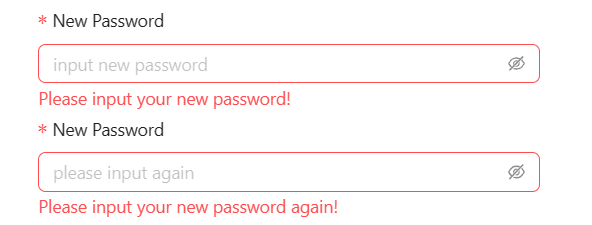 * New Password
input new password
Please input your new password!
* New Password
please input again
Please input your new password again!